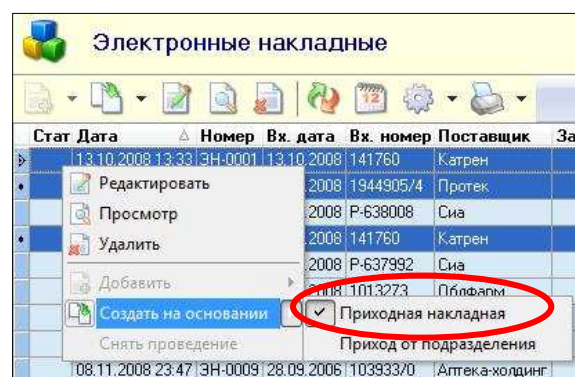 Электронные накладные
12
Стат Дата Номер Вх. дата Вх. номер Поставщик За
13.10.2008 13:33 ЭН-0001 13.10.2008 141760 Катрен
Редактировать .2008 1944905/4 Протек
Просмотр .2008 Р-638008 Сиа
Удалить .2008 141760 Катрен
.2008 Р-637992 Сиа
Добавить .2008 1013273 Облфарм
Создать на основании Приходная накладная
Снять проведение Приход от подразделения
08.11.2008 23:47 ЭН-0009 28.09.2006 103933/0 Аптека-холдинг